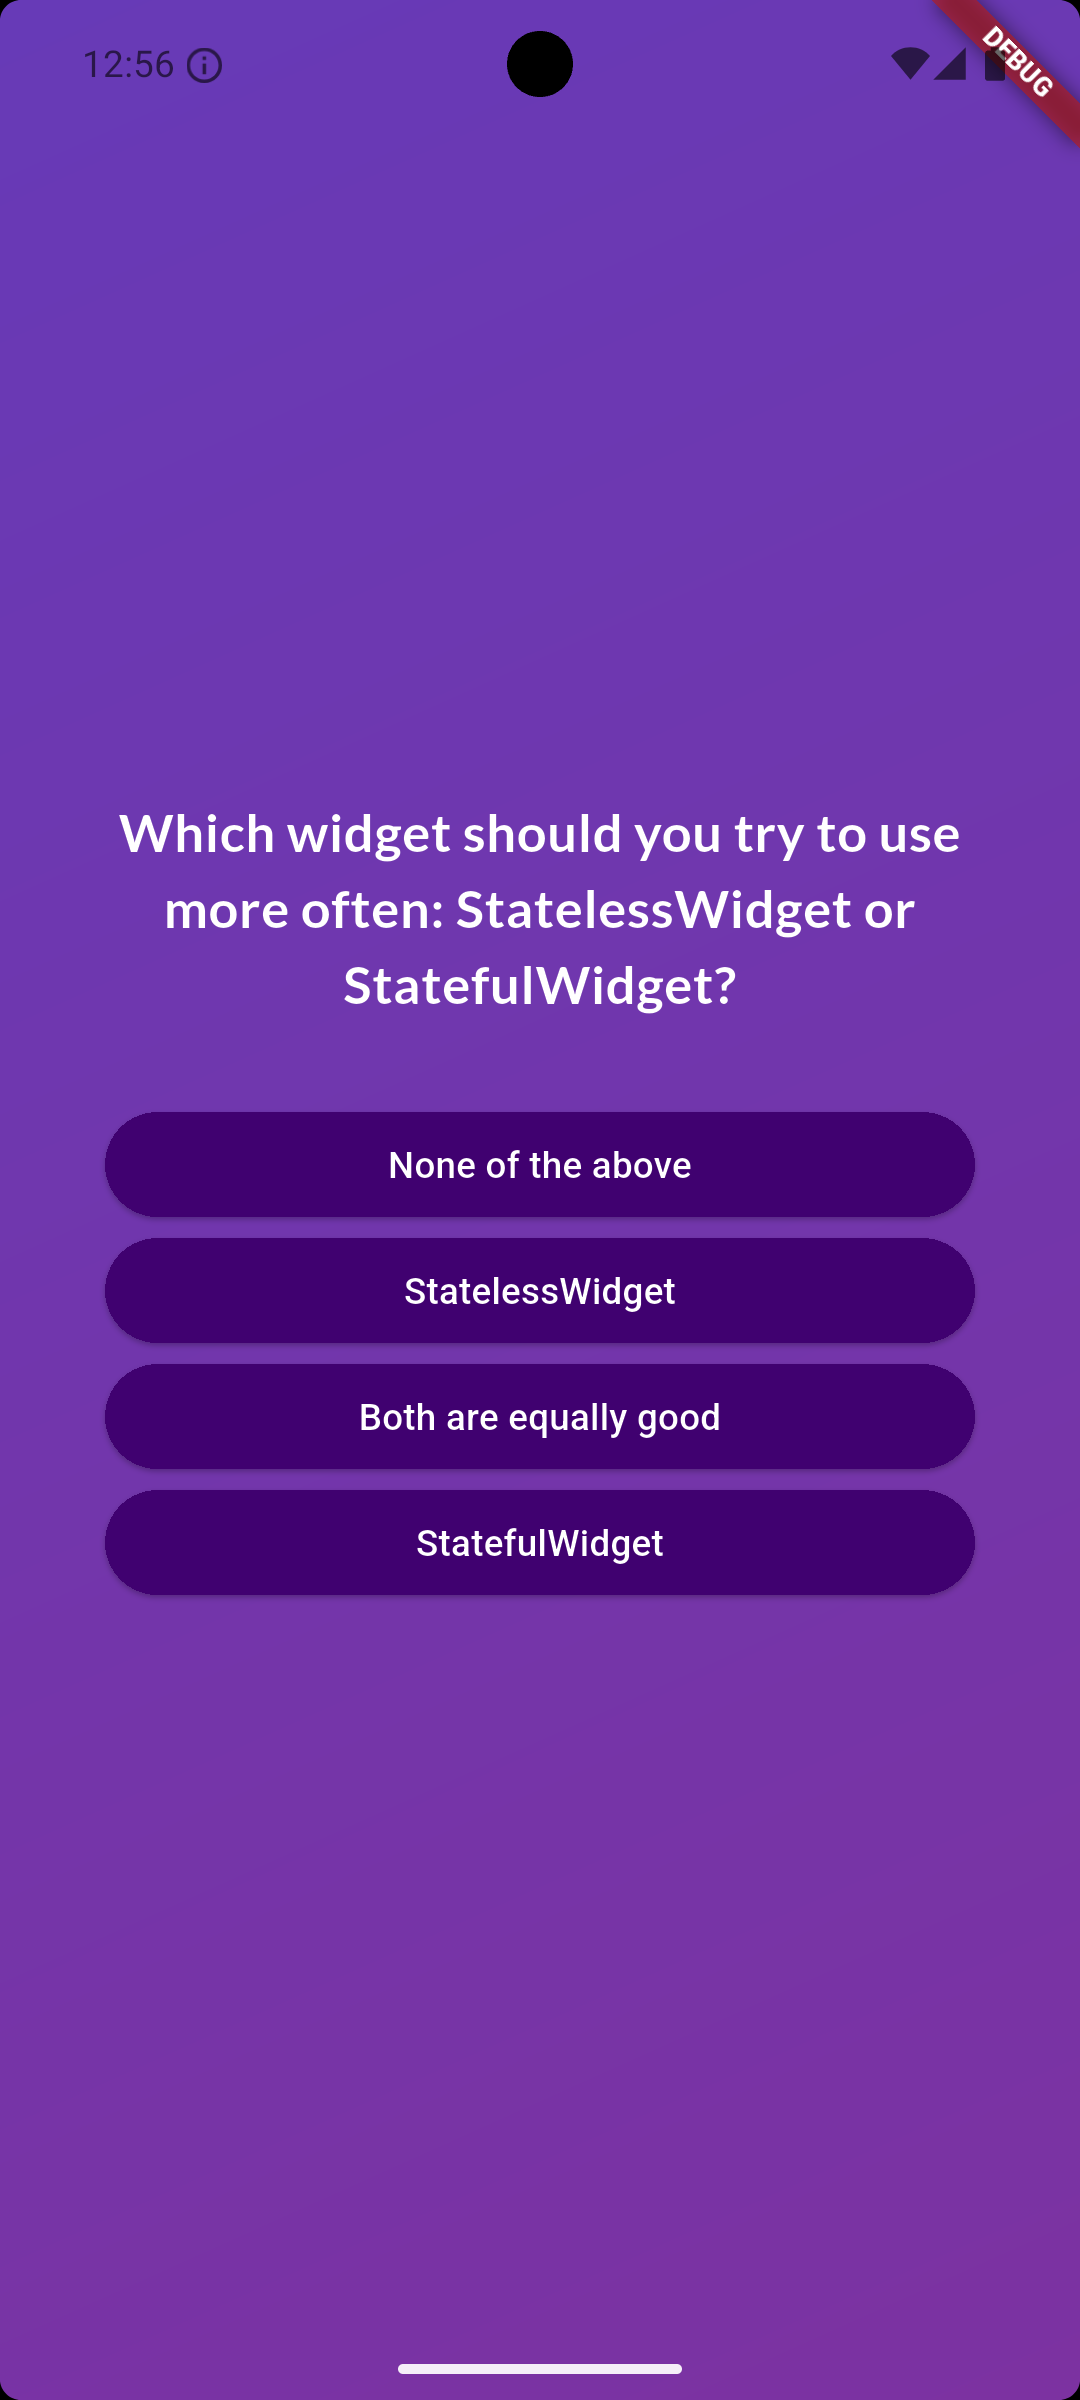 12:56
DEBUG
Which widget should you try to use
more often: StatelessWidget or
StatefulWidget?
None of the above
StatelessWidget
Both are equally good
StatefulWidget